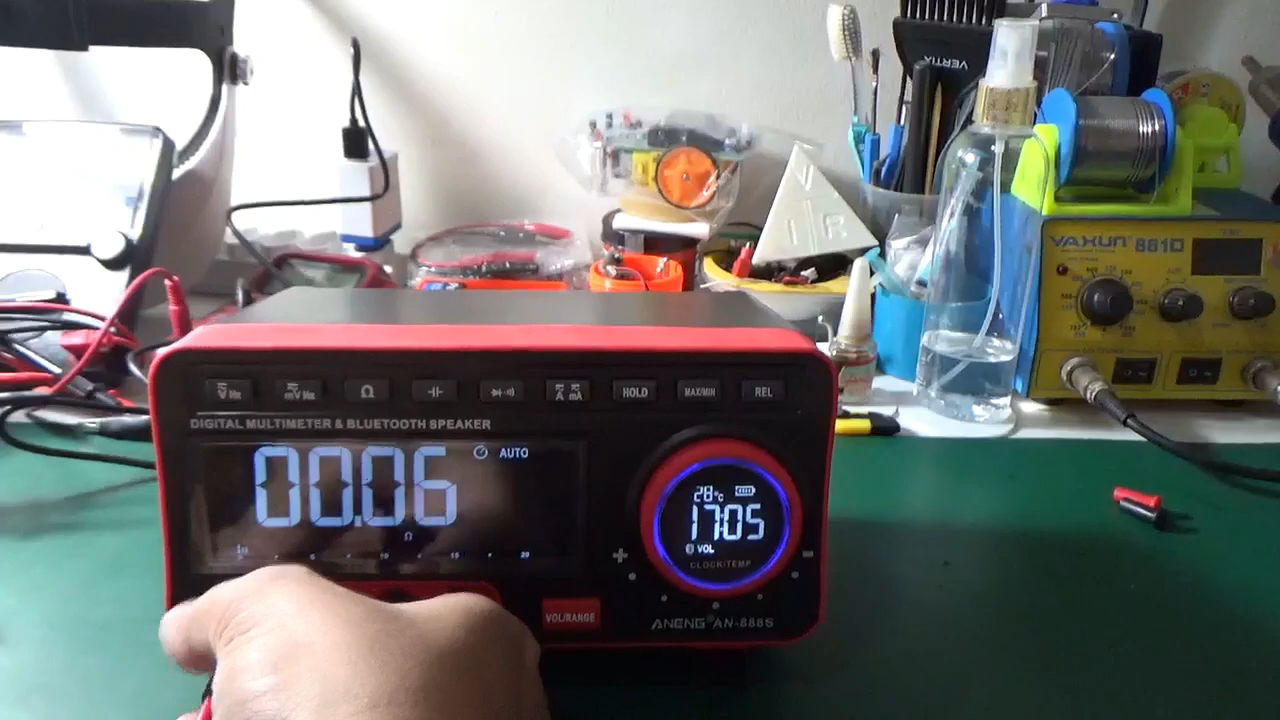 VERTIA
V
I R
YAXUN 881D
HOLD
MAX/MIN
REL
DIGITAL MULTIMETER & BLUETOOTH SPEAKER
00.06
AUTO
Ω
28°C
17:05
VOL
CLOCK/TEMP
+
−
VOL/RANGE
ANENG® AN-888S